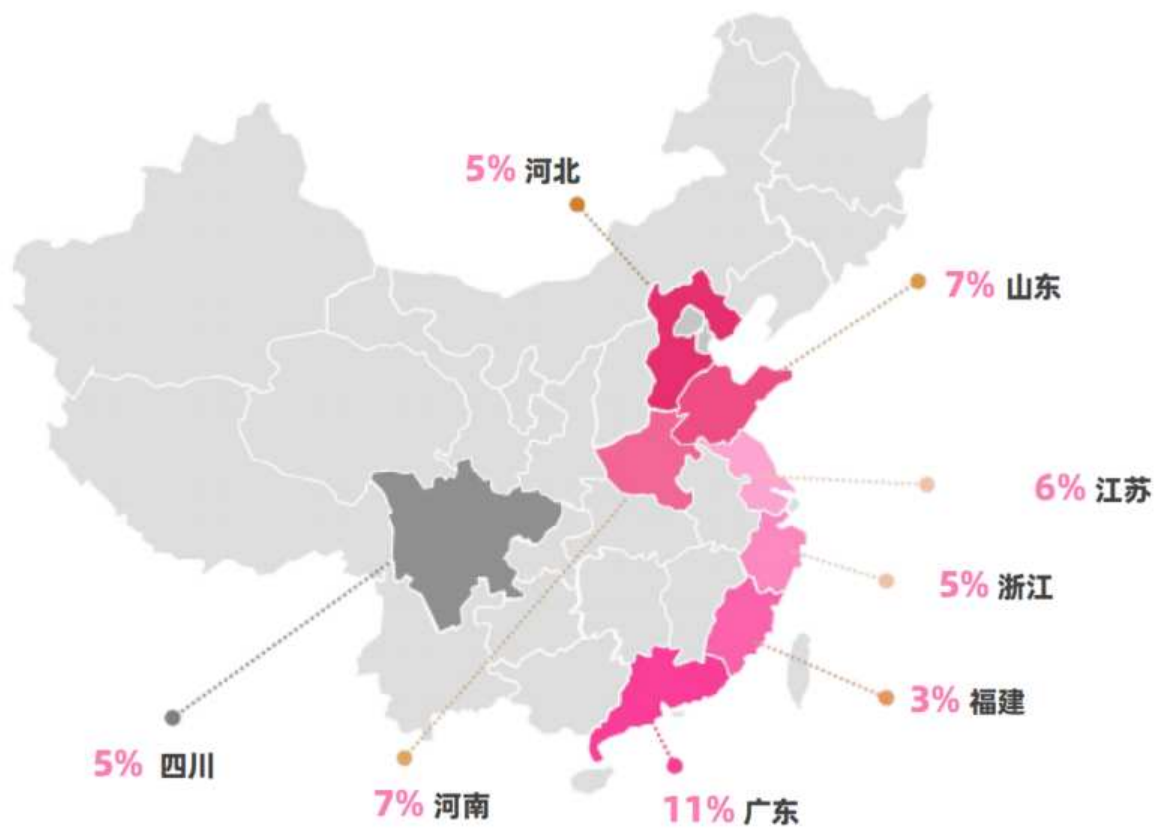 5% 河北
7% 山东
6% 江苏
5% 浙江
3% 福建
5% 四川
7% 河南
11% 广东